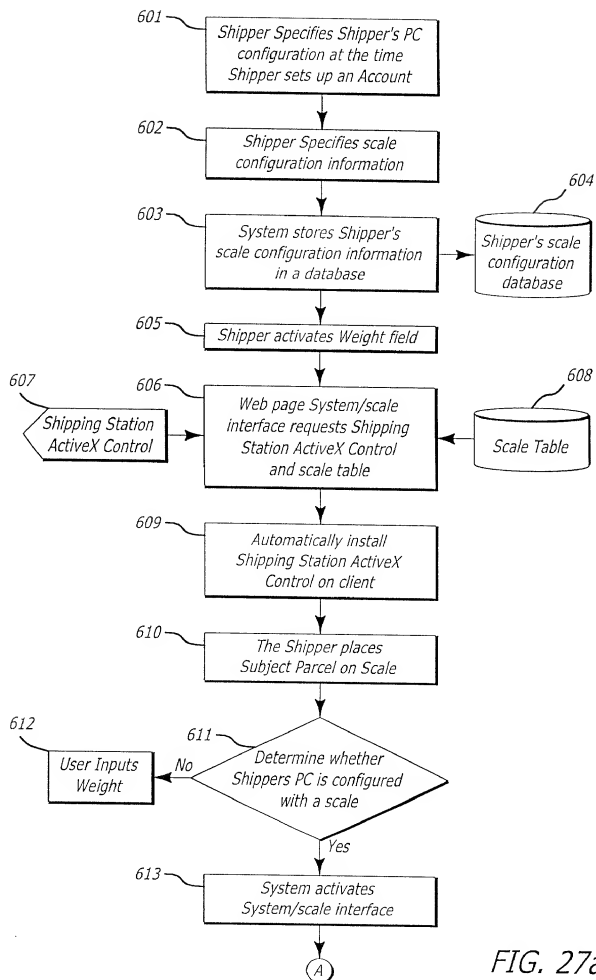 601
Shipper Specifies Shipper's PC
configuration at the time
Shipper sets up an Account
602
Shipper Specifies scale
configuration information
603
System stores Shipper's
scale configuration information
in a database
604
Shipper's scale
configuration
database
605
Shipper activates Weight field
606
Web page System/scale
interface requests Shipping
Station ActiveX Control
and scale table
607
Shipping Station
ActiveX Control
608
Scale Table
609
Automatically install
Shipping Station ActiveX
Control on client
610
The Shipper places
Subject Parcel on Scale
611
Determine whether
Shippers PC is configured
with a scale
No
612
User Inputs
Weight
Yes
613
System activates
System/scale interface
A
FIG. 27a